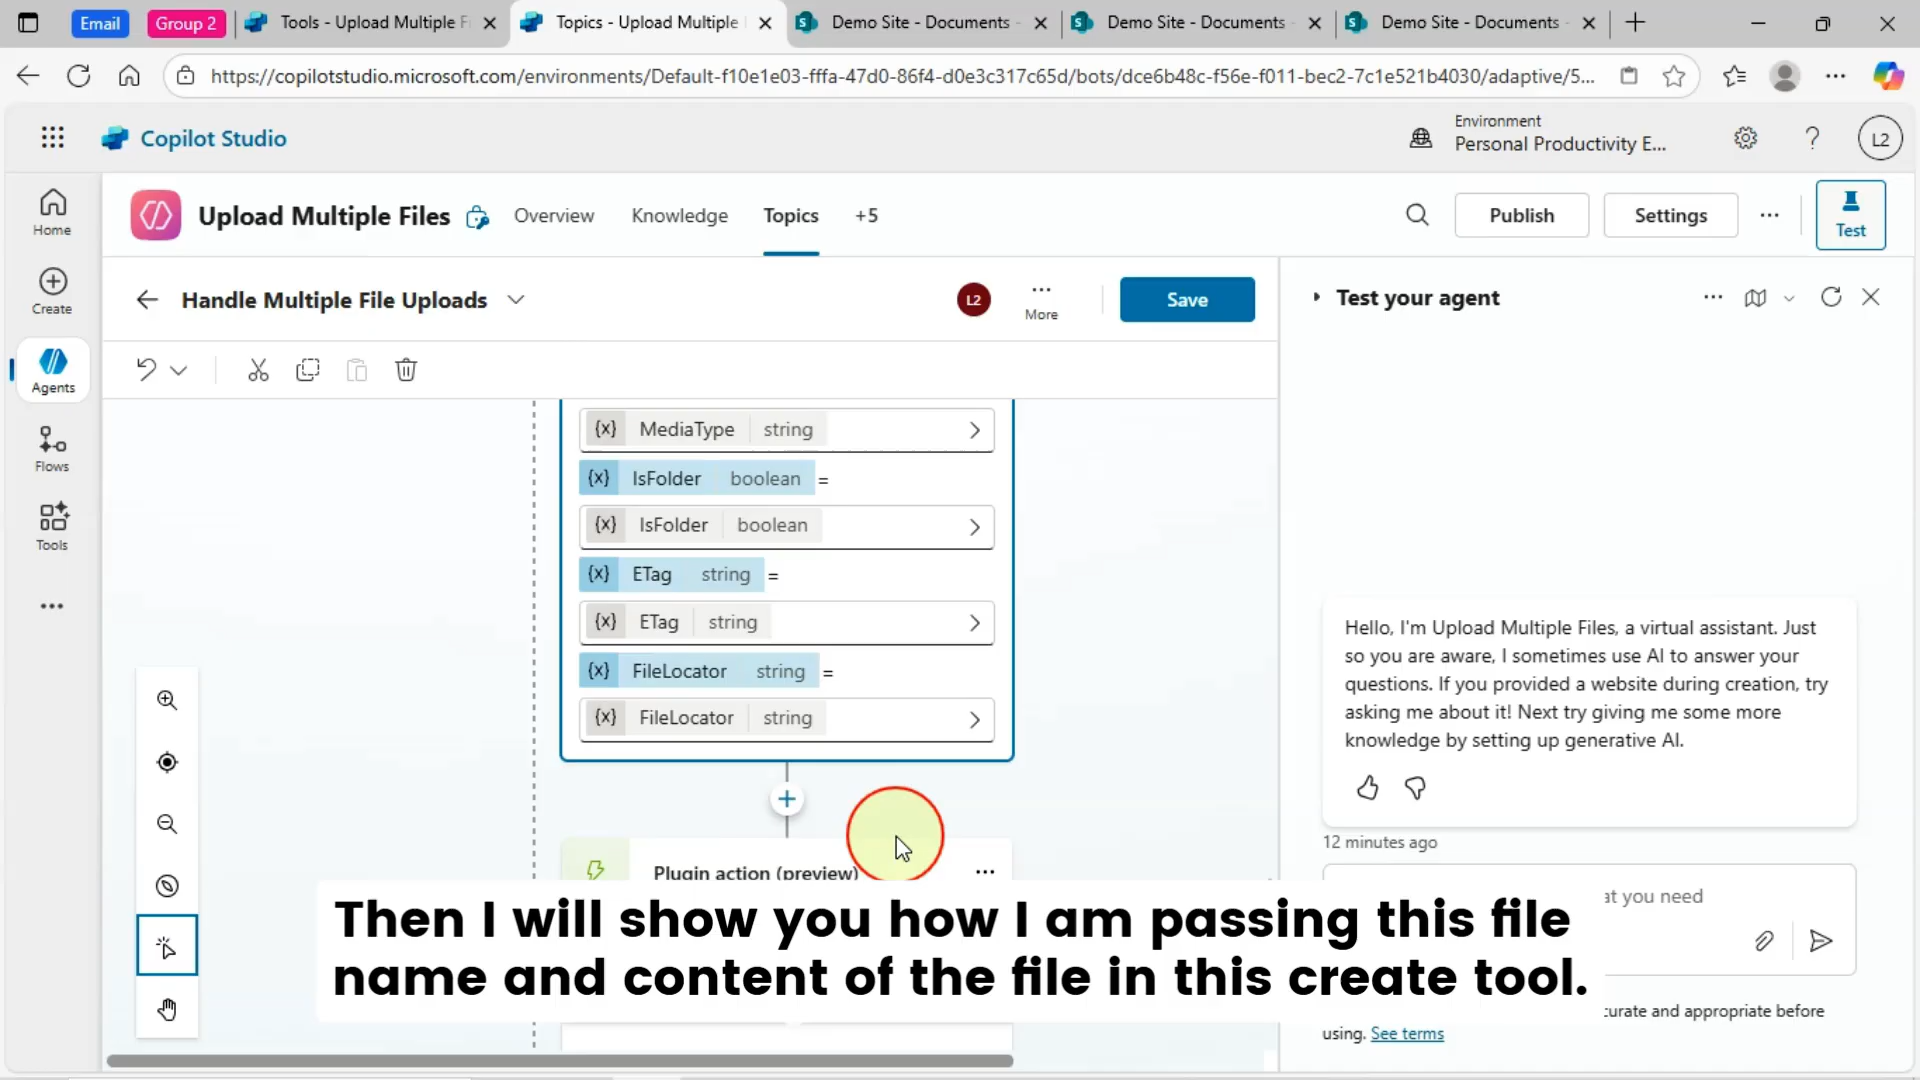 Email
Group 2
Tools - Upload Multiple Fi
Topics - Upload Multiple
Demo Site - Documents -
Demo Site - Documents -
Demo Site - Documents -
https://copilotstudio.microsoft.com/environments/Default-f10e1e03-fffa-47d0-86f4-d0e3c317c65d/bots/dce6b48c-f56e-f011-bec2-7c1e521b4030/adaptive/5...
Copilot Studio
Environment
Personal Productivity E...
L2
Home
Create
Agents
Flows
Tools
Upload Multiple Files
Overview
Knowledge
Topics
+5
Publish
Settings
Test
Handle Multiple File Uploads
L2
More
Save
{x} MediaType string
{x} IsFolder boolean =
{x} IsFolder boolean
{x} ETag string =
{x} ETag string
{x} FileLocator string =
{x} FileLocator string
Plugin action (preview)
Test your agent
Hello, I'm Upload Multiple Files, a virtual assistant. Just
so you are aware, I sometimes use AI to answer your
questions. If you provided a website during creation, try
asking me about it! Next try giving me some more
knowledge by setting up generative AI.
12 minutes ago
at you need
curate and appropriate before
using. See terms
Then I will show you how I am passing this file
name and content of the file in this create tool.